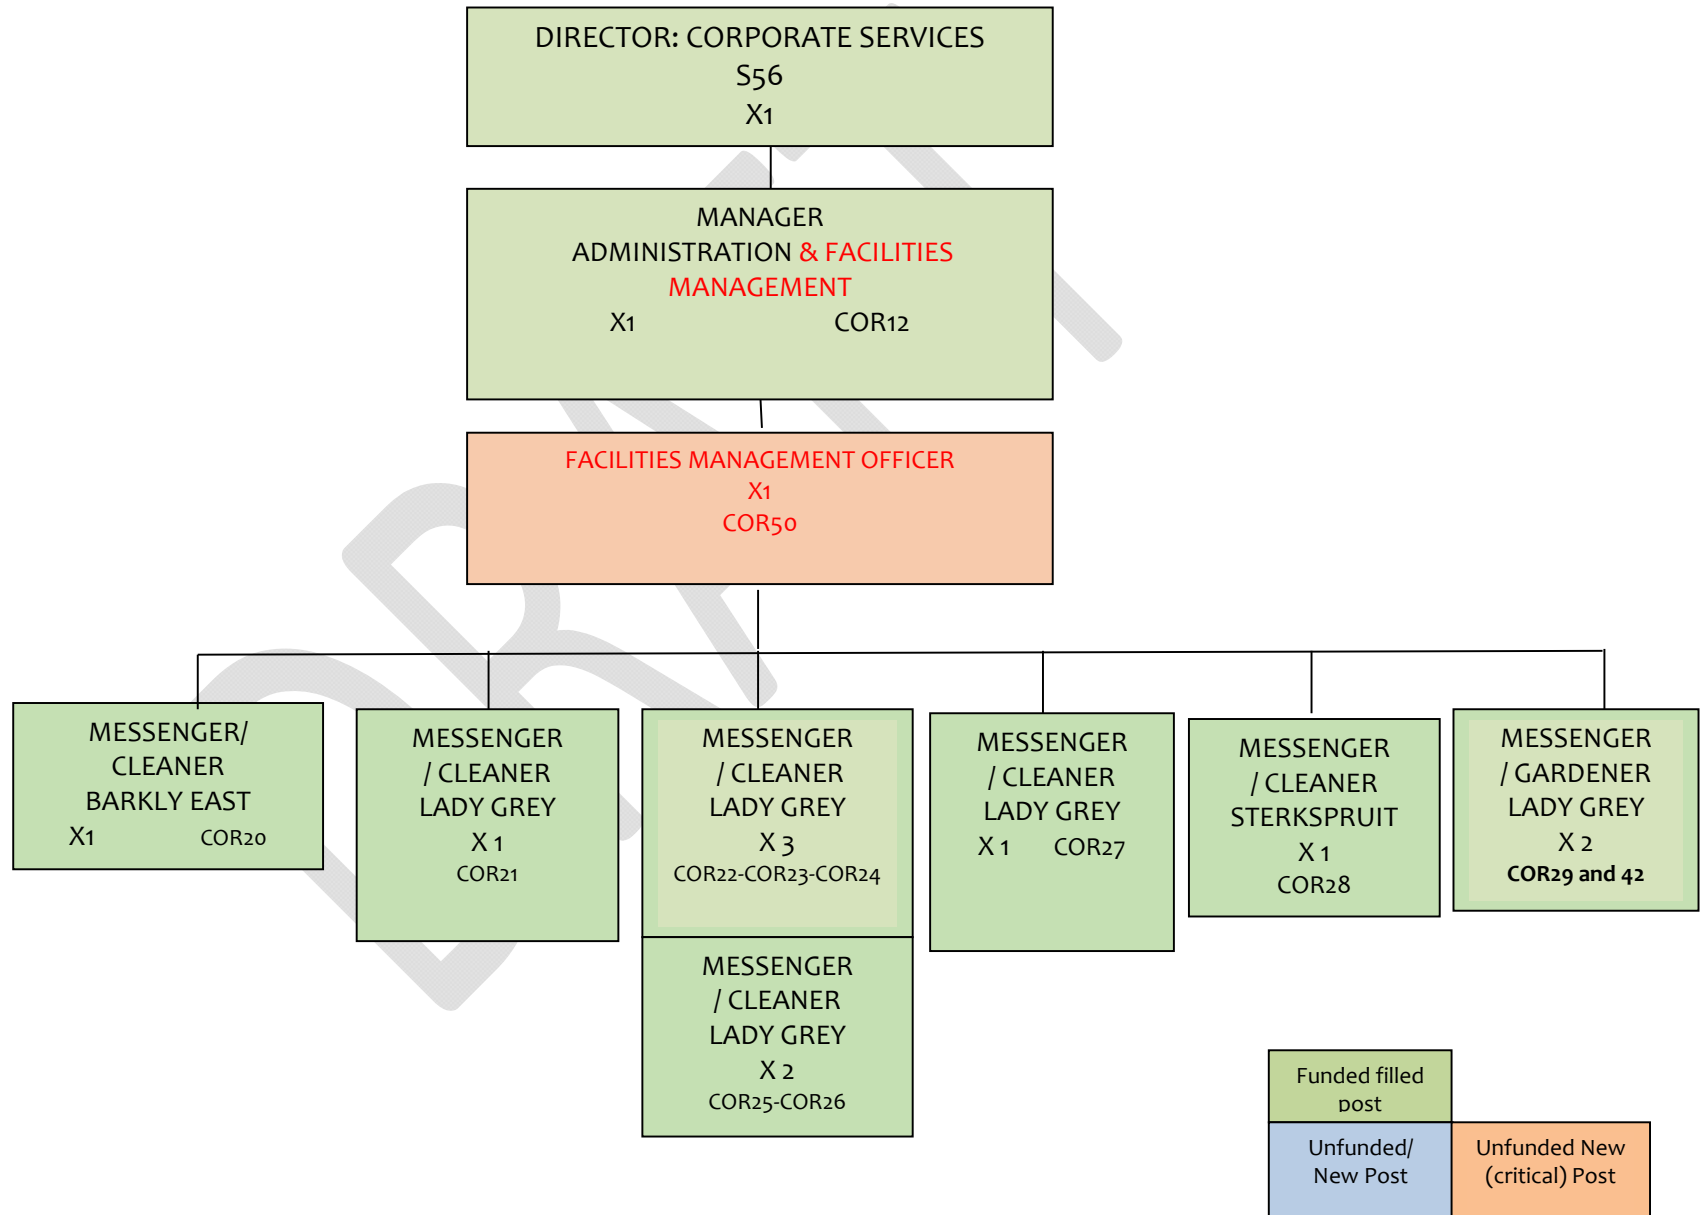 DIRECTOR: CORPORATE SERVICES
S56
X1
MANAGER
ADMINISTRATION & FACILITIES
MANAGEMENT
X1 COR12
FACILITIES MANAGEMENT OFFICER
X1
COR50
MESSENGER/
CLEANER
BARKLY EAST
X1 COR20
MESSENGER
/ CLEANER
LADY GREY
X 1
COR21
MESSENGER
/ CLEANER
LADY GREY
X 3
COR22-COR23-COR24
MESSENGER
/ CLEANER
LADY GREY
X 2
COR25-COR26
MESSENGER
/ CLEANER
LADY GREY
X 1 COR27
MESSENGER
/ CLEANER
STERKSPRUIT
X 1
COR28
MESSENGER
/ GARDENER
LADY GREY
X 2
COR29 and 42
Funded filled
post
Unfunded/
New Post
Unfunded New
(critical) Post
DRAFT